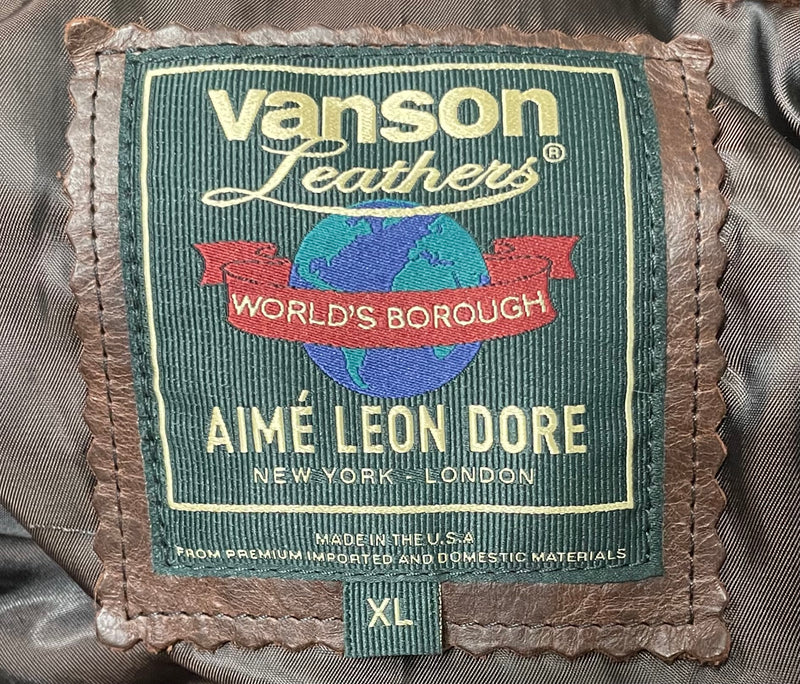 vanson
Leathers®
WORLD'S BOROUGH
AIMÉ LEON DORE
NEW YORK - LONDON
MADE IN THE U.S.A
FROM PREMIUM IMPORTED AND DOMESTIC MATERIALS
XL